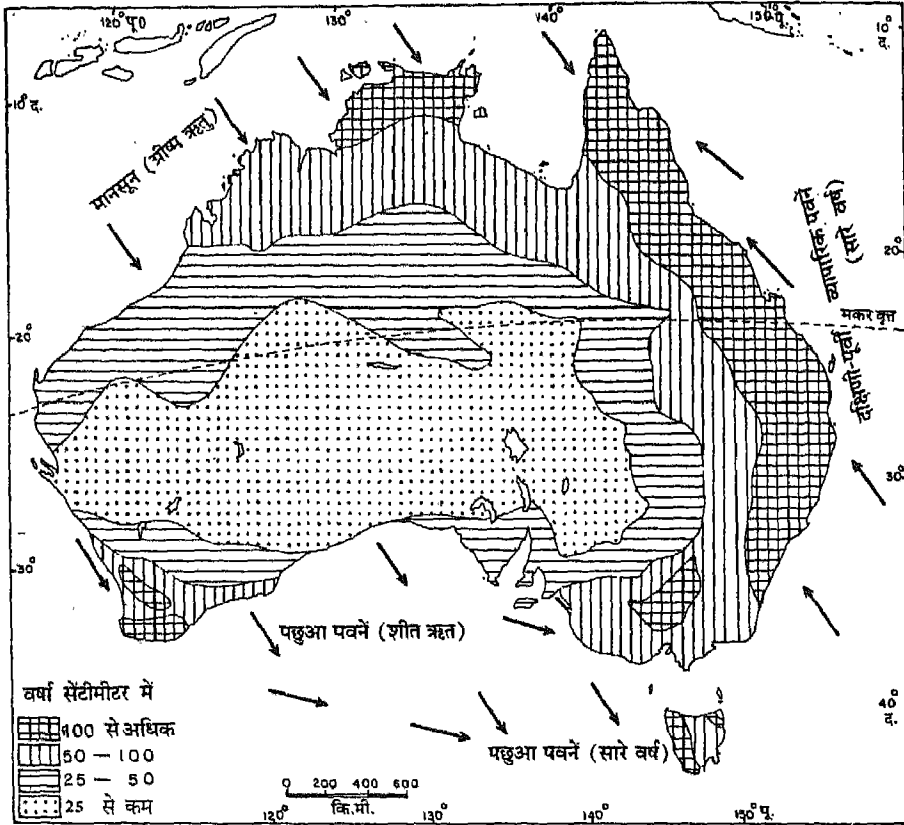 120° पू०
130°
140°
150° पू.
10°
द.
10° द.
मानसून (ग्रीष्म ऋतु)
दक्षिणी-पूर्वी व्यापारिक पवनें
(सारे वर्ष)
20°
मकर वृत्त
20°
30°
30°
पछुआ पवनें (शीत ऋत)
वर्षा सेंटीमीटर में
100 से अधिक
50 – 100
25 – 50
25 से कम
0 200 400 600
कि.मी.
पछुआ पवनें (सारे वर्ष)
40°
द.
120°
130°
140°
150° पू.